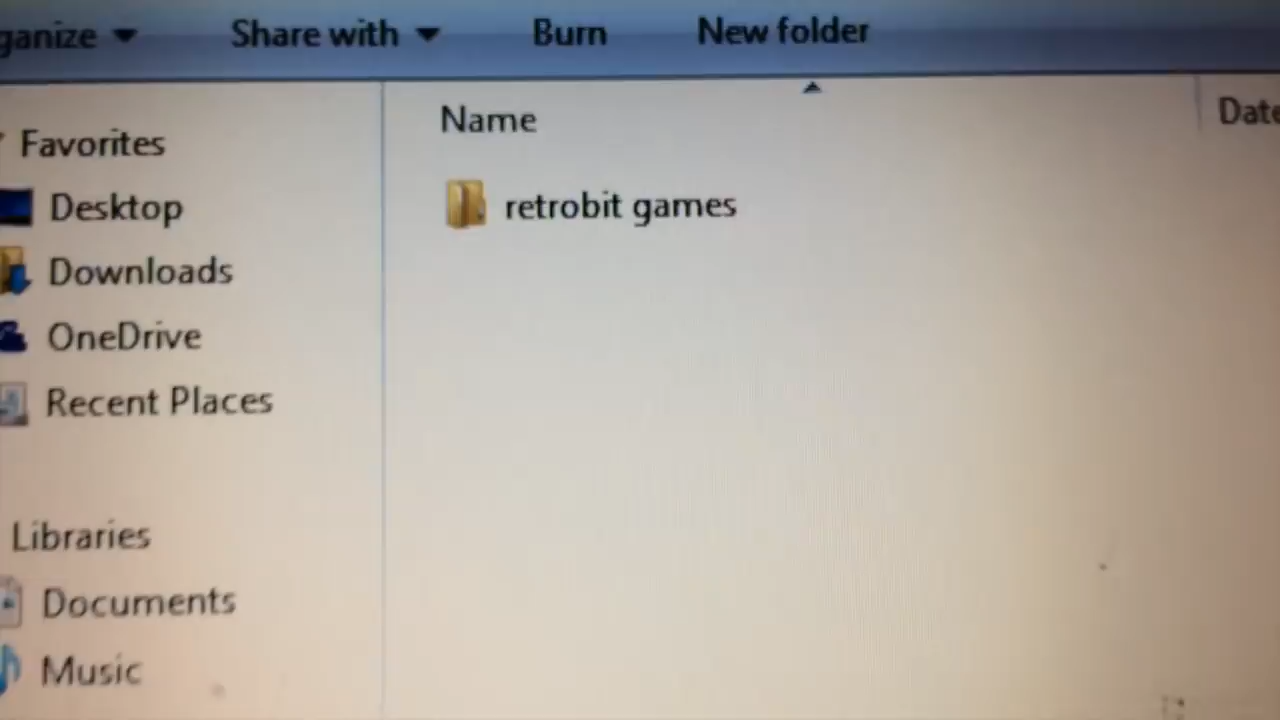 ganize
Share with
Burn
New folder
Name
Date
Favorites
Desktop
retrobit games
Downloads
OneDrive
Recent Places
Libraries
Documents
Music